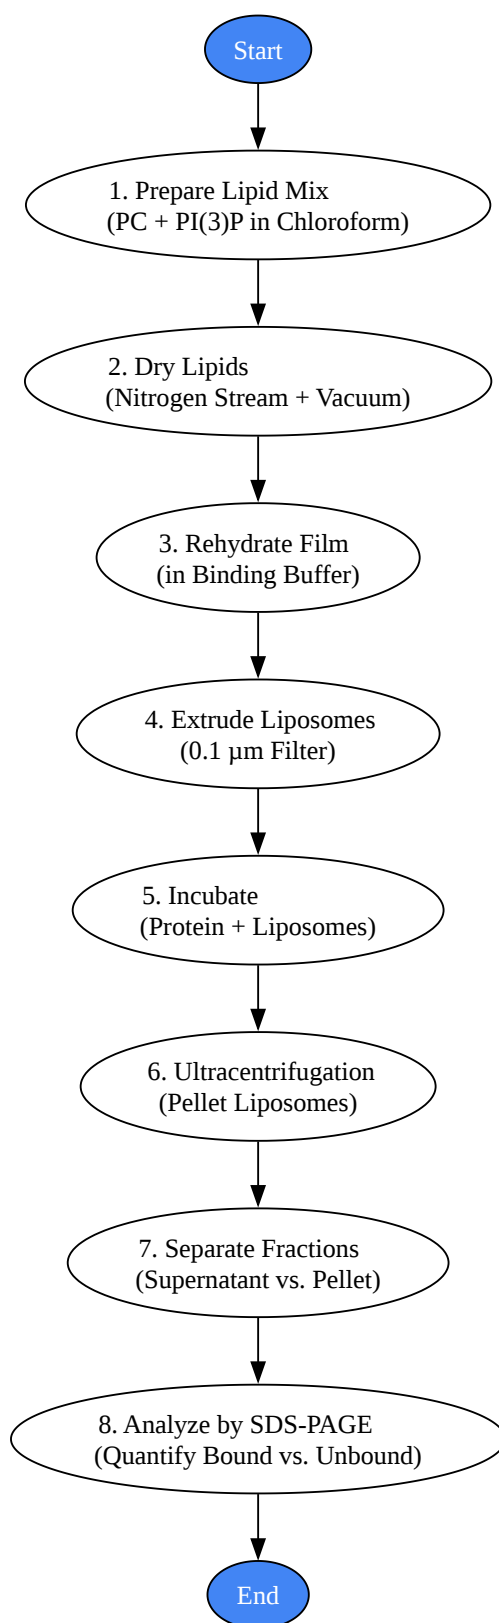 Start
1. Prepare Lipid Mix
(PC + PI(3)P in Chloroform)
2. Dry Lipids
(Nitrogen Stream + Vacuum)
3. Rehydrate Film
(in Binding Buffer)
4. Extrude Liposomes
(0.1 µm Filter)
5. Incubate
(Protein + Liposomes)
6. Ultracentrifugation
(Pellet Liposomes)
7. Separate Fractions
(Supernatant vs. Pellet)
8. Analyze by SDS-PAGE
(Quantify Bound vs. Unbound)
End